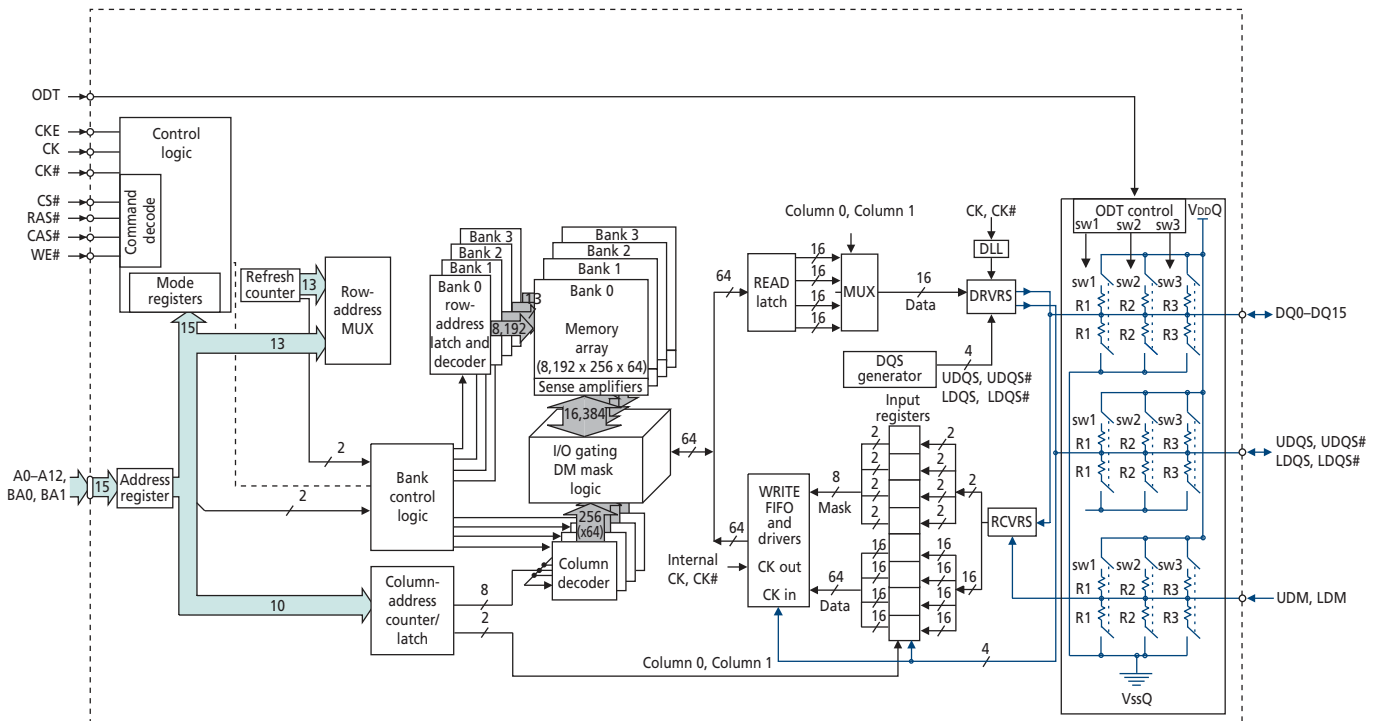 ODT
CKE
CK
CK#
CS#
RAS#
CAS#
WE#
Control
logic
Command
decode
Mode
registers
15
Refresh
counter
13
13
Row-
address
MUX
A0–A12,
BA0, BA1
15
Address
register
2
2
10
Bank
control
logic
Column-
address
counter/
latch
8
2
Bank 3
Bank 2
Bank 1
Bank 0
row-
address
latch and
decoder
13
8,192
Bank 3
Bank 2
Bank 1
Bank 0
Memory
array
(8,192 x 256 x 64)
Sense amplifiers
16,384
I/O gating
DM mask
logic
256
(x64)
Column
decoder
64
64
64
READ
latch
16
16
16
16
Column 0, Column 1
MUX
16
Data
CK, CK#
DLL
DRVRS
DQS
generator
4
UDQS, UDQS#
LDQS, LDQS#
Input
registers
2
2
2
2
2
2
2
2
2
16
16
16
16
16
16
16
16
16
RCVRS
WRITE
FIFO
and
drivers
CK out
CK in
8
Mask
64
Data
Internal
CK, CK#
Column 0, Column 1
4
ODT control
VDDQ
sw1
sw2
sw3
sw1
sw2
sw3
R1
R2
R3
R1
R2
R3
sw1
sw2
sw3
R1
R2
R3
R1
R2
R3
sw1
sw2
sw3
R1
R2
R3
R1
R2
R3
VssQ
DQ0–DQ15
UDQS, UDQS#
LDQS, LDQS#
UDM, LDM